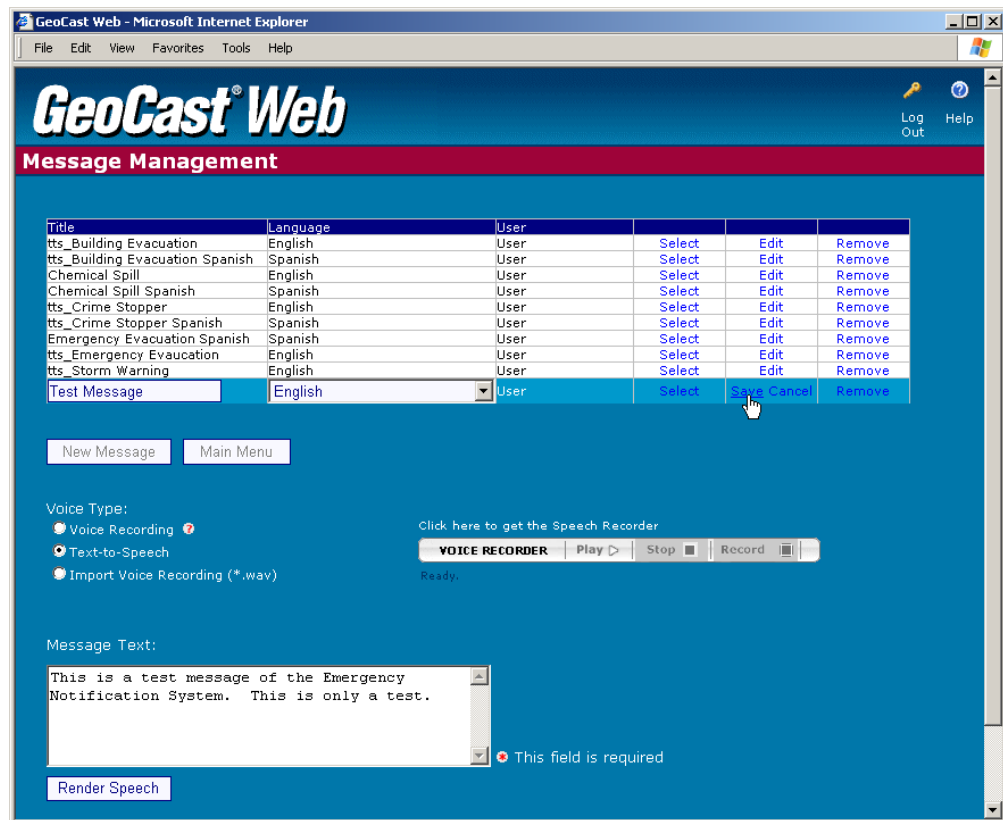 GeoCast Web - Microsoft Internet Explorer
File Edit View Favorites Tools Help
GeoCast® Web
Log Out
Help
Message Management
Title Language User
tts_Building Evacuation English User Select Edit Remove
tts_Building Evacuation Spanish Spanish User Select Edit Remove
Chemical Spill English User Select Edit Remove
Chemical Spill Spanish Spanish User Select Edit Remove
tts_Crime Stopper English User Select Edit Remove
tts_Crime Stopper Spanish Spanish User Select Edit Remove
Emergency Evacuation Spanish Spanish User Select Edit Remove
tts_Emergency Evaucation English User Select Edit Remove
tts_Storm Warning English User Select Edit Remove
Test Message English User Select Save Cancel Remove
New Message Main Menu
Voice Type:
Voice Recording ?
Text-to-Speech
Import Voice Recording (*.wav)
Click here to get the Speech Recorder
VOICE RECORDER Play Stop Record
Ready.
Message Text:
This is a test message of the Emergency
Notification System. This is only a test.
* This field is required
Render Speech